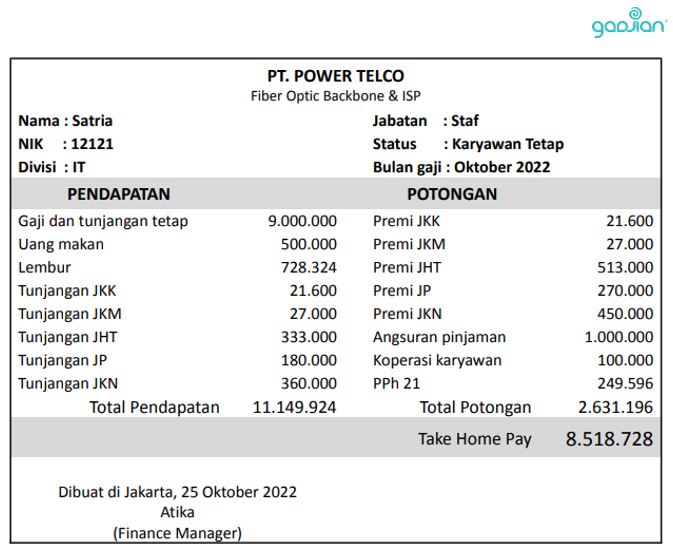 gadjian
PT. POWER TELCO
Fiber Optic Backbone & ISP
Nama : Satria Jabatan : Staf
NIK : 12121 Status : Karyawan Tetap
Divisi : IT Bulan gaji : Oktober 2022
PENDAPATAN POTONGAN
Gaji dan tunjangan tetap 9.000.000 Premi JKK 21.600
Uang makan 500.000 Premi JKM 27.000
Lembur 728.324 Premi JHT 513.000
Tunjangan JKK 21.600 Premi JP 270.000
Tunjangan JKM 27.000 Premi JKN 450.000
Tunjangan JHT 333.000 Angsuran pinjaman 1.000.000
Tunjangan JP 180.000 Koperasi karyawan 100.000
Tunjangan JKN 360.000 PPh 21 249.596
Total Pendapatan 11.149.924 Total Potongan 2.631.196
Take Home Pay 8.518.728
Dibuat di Jakarta, 25 Oktober 2022
Atika
(Finance Manager)